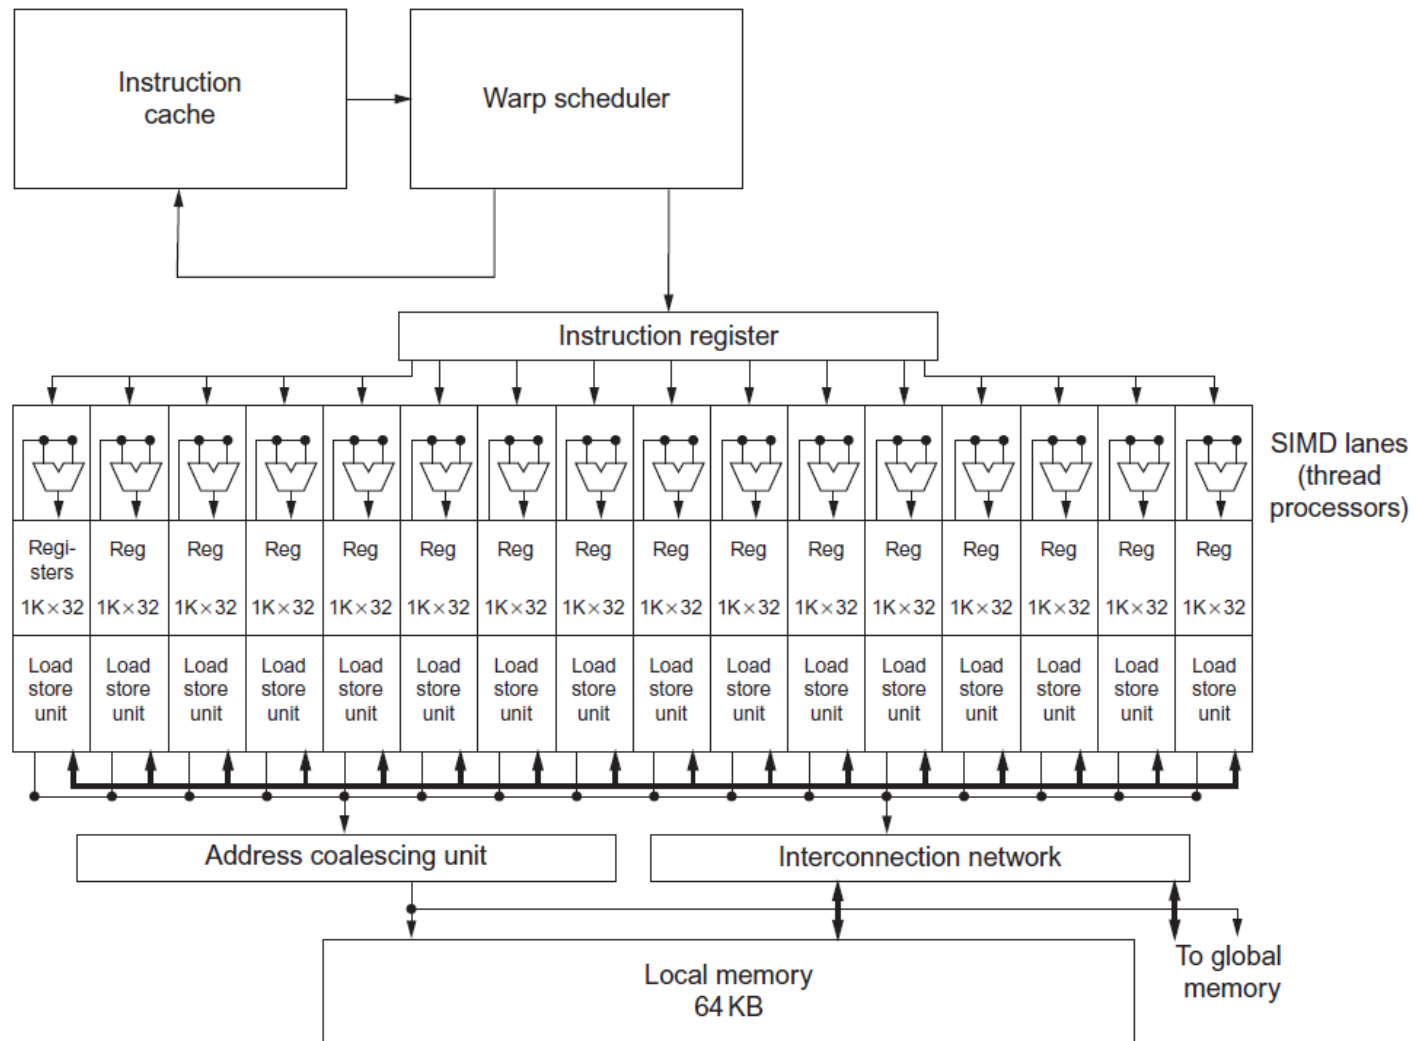 Instruction
cache
Warp scheduler
Instruction register
SIMD lanes
(thread
processors)
Regi-
sters
Reg Reg Reg Reg Reg Reg Reg Reg Reg Reg Reg Reg Reg Reg Reg
1K×32 1K×32 1K×32 1K×32 1K×32 1K×32 1K×32 1K×32 1K×32 1K×32 1K×32 1K×32 1K×32 1K×32 1K×32 1K×32
Load Load Load Load Load Load Load Load Load Load Load Load Load Load Load Load
store store store store store store store store store store store store store store store store
unit unit unit unit unit unit unit unit unit unit unit unit unit unit unit unit
Address coalescing unit
Interconnection network
Local memory
64 KB
To global
memory